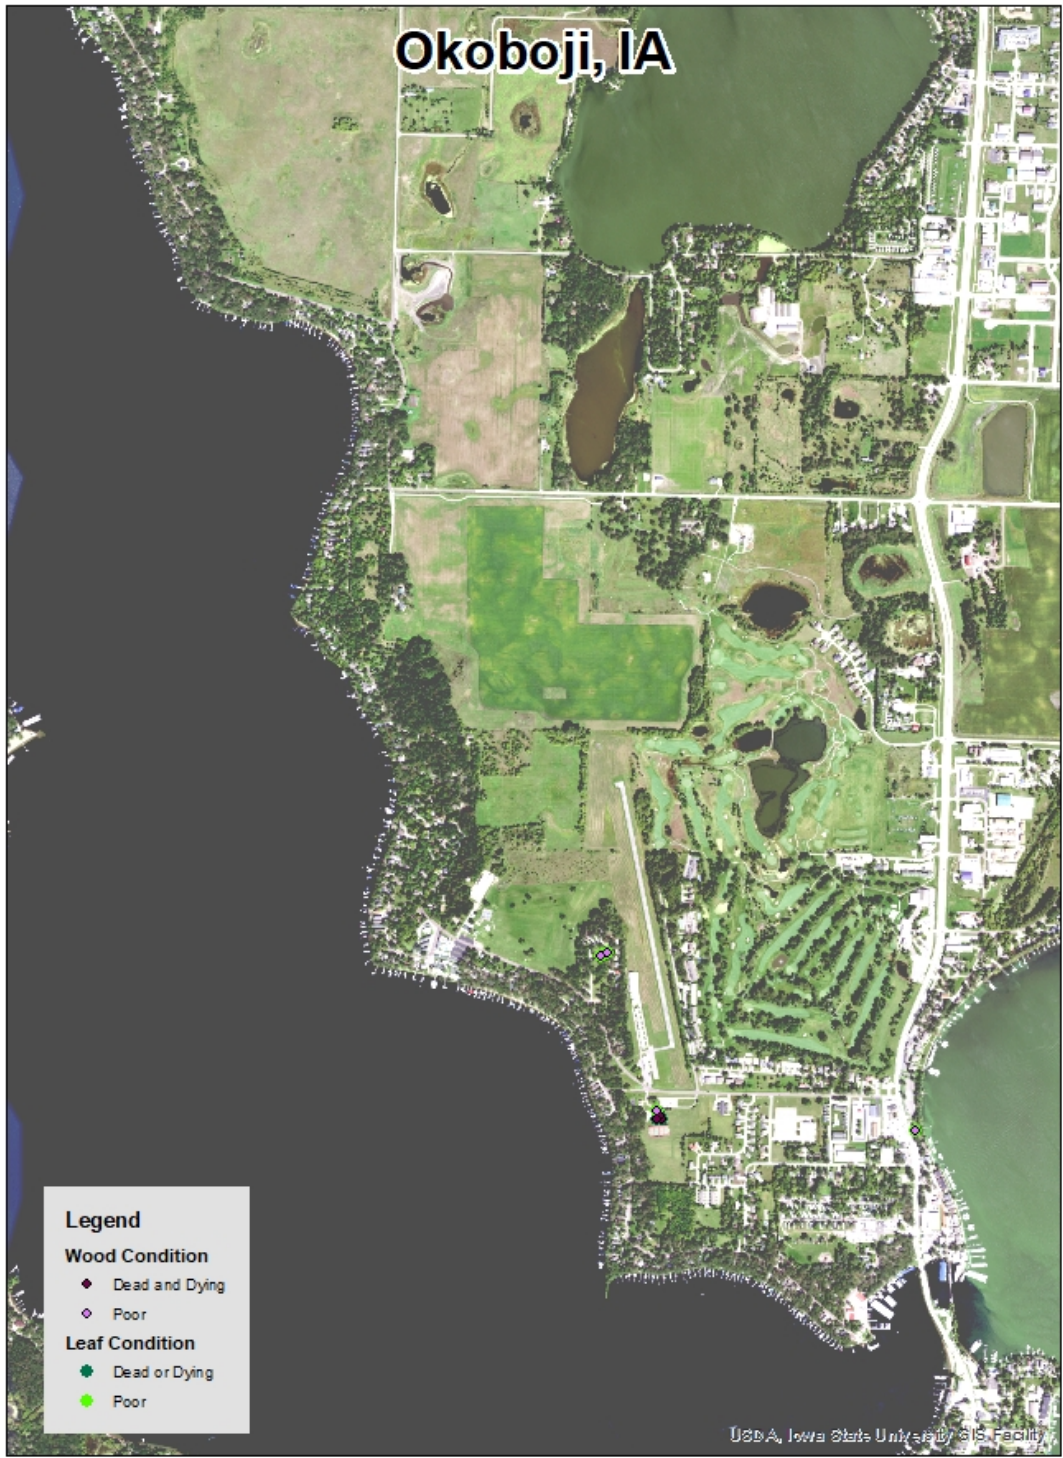 Okoboji, IA
Legend
Wood Condition
Dead and Dying
Poor
Leaf Condition
Dead or Dying
Poor
USDA, Iowa State University GIS Facility